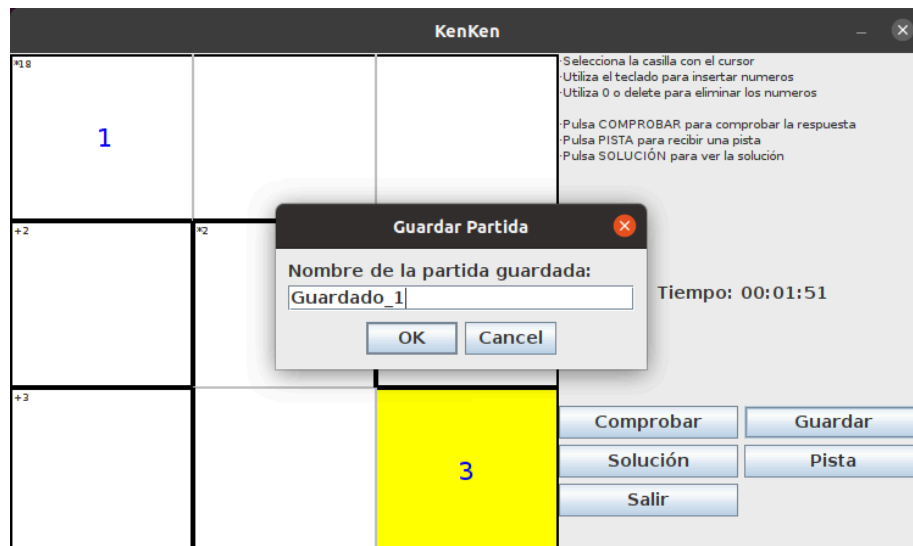 KenKen
*18
1
·Selecciona la casilla con el cursor
·Utiliza el teclado para insertar numeros
·Utiliza 0 o delete para eliminar los numeros
·Pulsa COMPROBAR para comprobar la respuesta
·Pulsa PISTA para recibir una pista
·Pulsa SOLUCIÓN para ver la solución
+2
*2
Guardar Partida
Nombre de la partida guardada:
Guardado_1
OK Cancel
Tiempo: 00:01:51
+3
3
Comprobar Guardar
Solución Pista
Salir